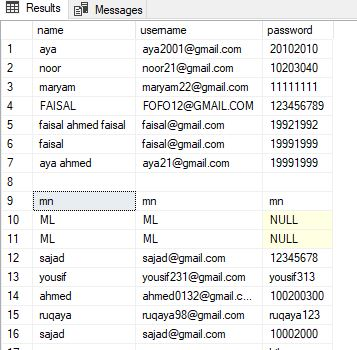 Results Messages
name username password
1 aya aya2001@gmail.com 20102010
2 noor noor21@gmail.com 10203040
3 maryam maryam22@gmail.com 11111111
4 FAISAL FOFO12@GMAIL.COM 123456789
5 faisal ahmed faisal faisal@gmail.com 19921992
6 faisal faisal@gmail.com 19991999
7 aya ahmed aya21@gmail.com 19991999
8
9 mn mn mn
10 ML ML NULL
11 ML ML NULL
12 sajad sajad@gmail.com 12345678
13 yousif yousif231@gmail.com yousif313
14 ahmed ahmed0132@gmail.c... 100200300
15 ruqaya ruqaya98@gmail.com ruqaya123
16 sajad sajad@gmail.com 10002000